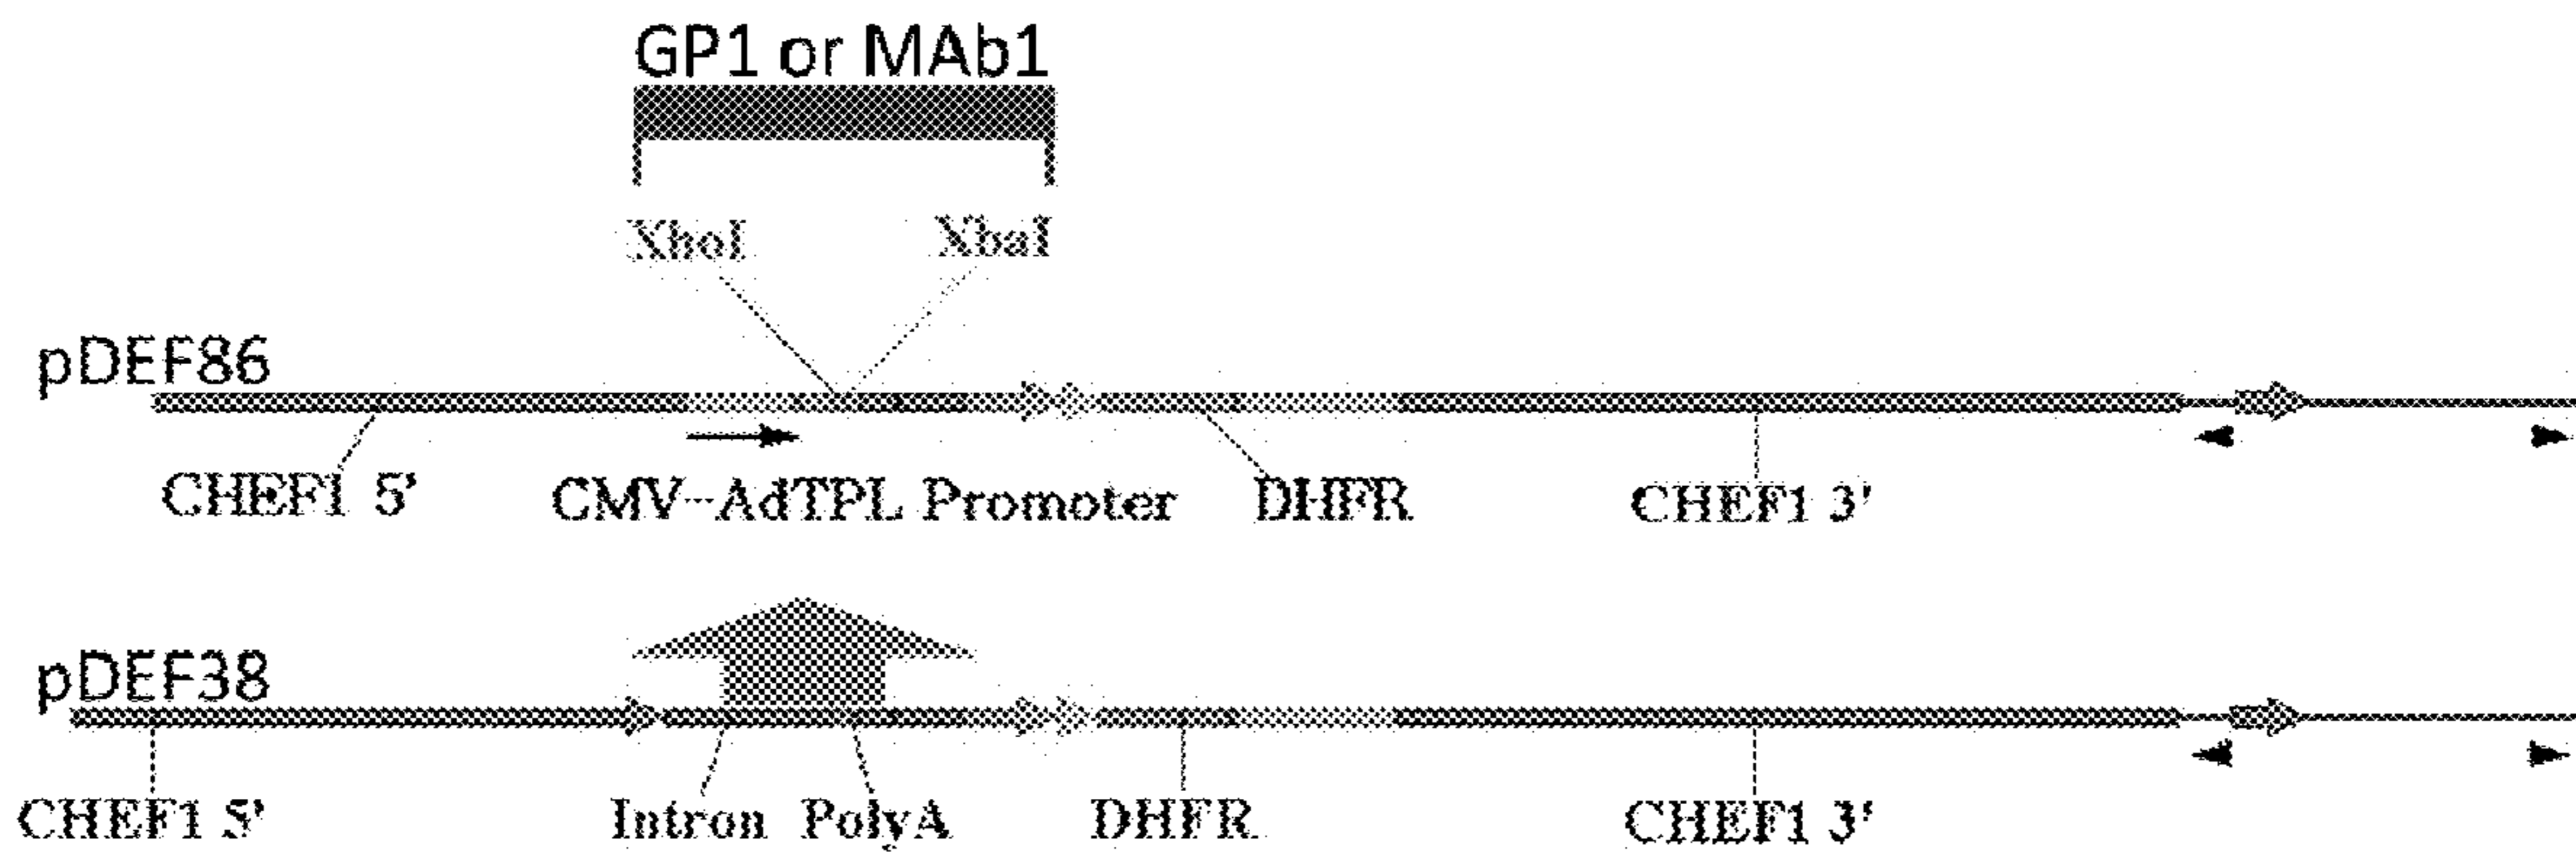 GP1 or MAb1
XhoI XbaI
pDEF86
CHEF1 5' CMV-AdTPL Promoter DHFR CHEF1 3'
pDEF38
CHEF1 5' Intron PolyA DHFR CHEF1 3'